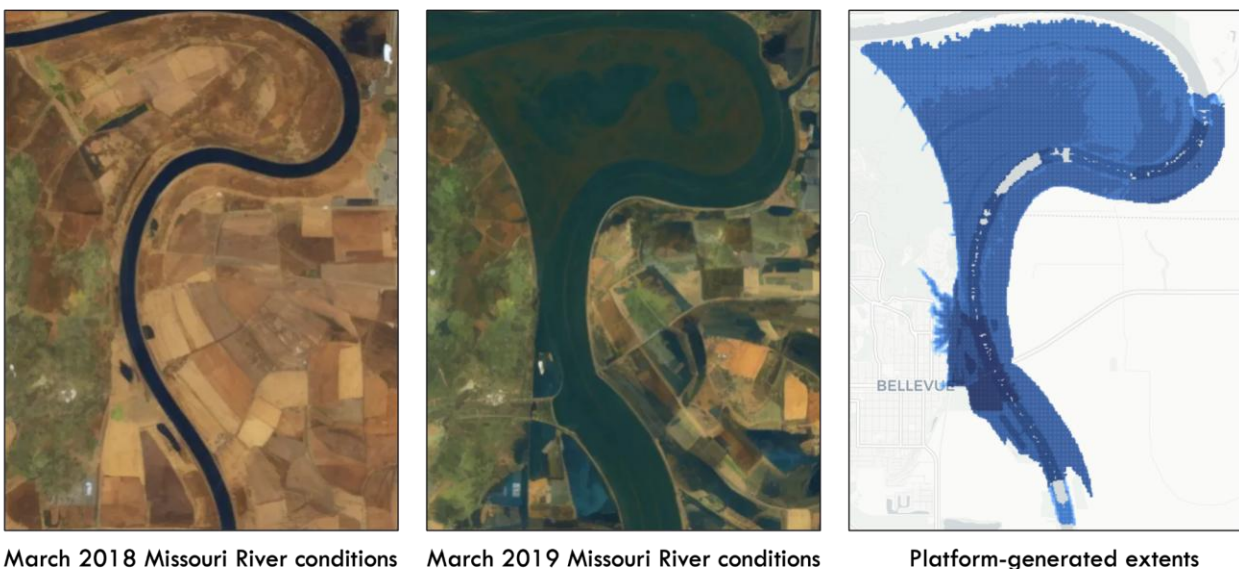 BELLEVUE
March 2018 Missouri River conditions
March 2019 Missouri River conditions
Platform-generated extents